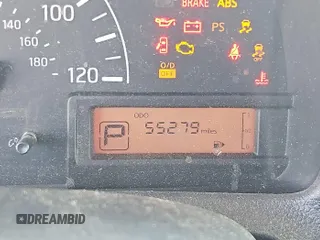 BRAKE ABS
100
140
PS
160
180
120
O/D
OFF
ODO
P 55279 miles
DREAMBID